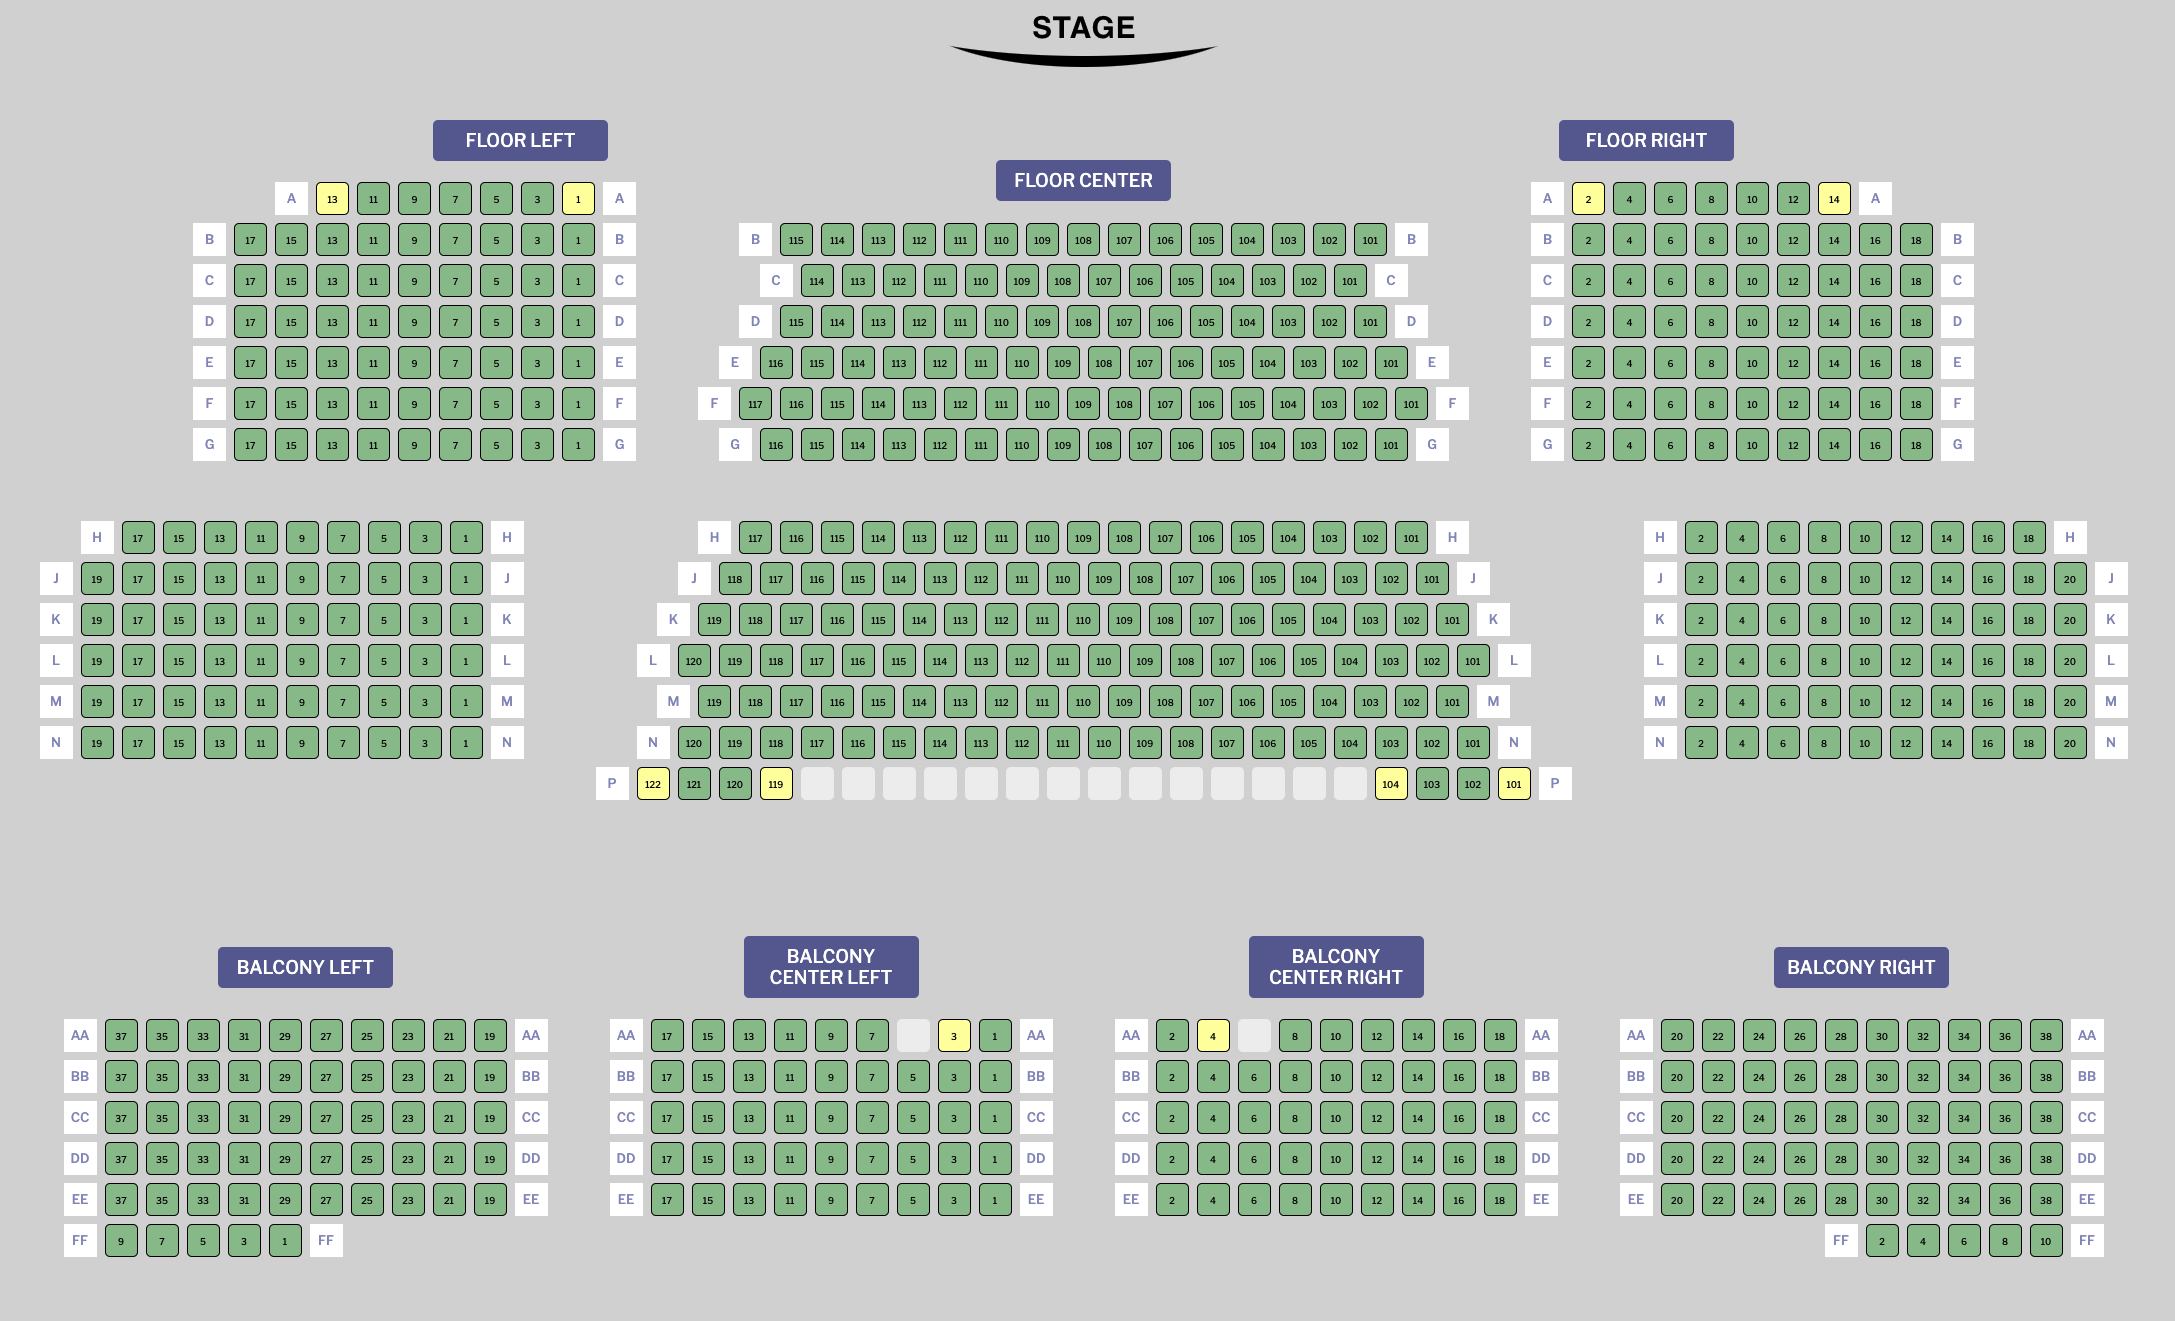 STAGE
FLOOR LEFT
FLOOR CENTER
FLOOR RIGHT
A 13 11 9 7 5 3 1 A
B 17 15 13 11 9 7 5 3 1 B
C 17 15 13 11 9 7 5 3 1 C
D 17 15 13 11 9 7 5 3 1 D
E 17 15 13 11 9 7 5 3 1 E
F 17 15 13 11 9 7 5 3 1 F
G 17 15 13 11 9 7 5 3 1 G
B 115 114 113 112 111 110 109 108 107 106 105 104 103 102 101 B
C 114 113 112 111 110 109 108 107 106 105 104 103 102 101 C
D 115 114 113 112 111 110 109 108 107 106 105 104 103 102 101 D
E 116 115 114 113 112 111 110 109 108 107 106 105 104 103 102 101 E
F 117 116 115 114 113 112 111 110 109 108 107 106 105 104 103 102 101 F
G 116 115 114 113 112 111 110 109 108 107 106 105 104 103 102 101 G
A 2 4 6 8 10 12 14 A
B 2 4 6 8 10 12 14 16 18 B
C 2 4 6 8 10 12 14 16 18 C
D 2 4 6 8 10 12 14 16 18 D
E 2 4 6 8 10 12 14 16 18 E
F 2 4 6 8 10 12 14 16 18 F
G 2 4 6 8 10 12 14 16 18 G
H 17 15 13 11 9 7 5 3 1 H
J 19 17 15 13 11 9 7 5 3 1 J
K 19 17 15 13 11 9 7 5 3 1 K
L 19 17 15 13 11 9 7 5 3 1 L
M 19 17 15 13 11 9 7 5 3 1 M
N 19 17 15 13 11 9 7 5 3 1 N
H 117 116 115 114 113 112 111 110 109 108 107 106 105 104 103 102 101 H
J 118 117 116 115 114 113 112 111 110 109 108 107 106 105 104 103 102 101 J
K 119 118 117 116 115 114 113 112 111 110 109 108 107 106 105 104 103 102 101 K
L 120 119 118 117 116 115 114 113 112 111 110 109 108 107 106 105 104 103 102 101 L
M 119 118 117 116 115 114 113 112 111 110 109 108 107 106 105 104 103 102 101 M
N 120 119 118 117 116 115 114 113 112 111 110 109 108 107 106 105 104 103 102 101 N
P 122 121 120 119 104 103 102 101 P
H 2 4 6 8 10 12 14 16 18 H
J 2 4 6 8 10 12 14 16 18 20 J
K 2 4 6 8 10 12 14 16 18 20 K
L 2 4 6 8 10 12 14 16 18 20 L
M 2 4 6 8 10 12 14 16 18 20 M
N 2 4 6 8 10 12 14 16 18 20 N
BALCONY LEFT
AA 37 35 33 31 29 27 25 23 21 19 AA
BB 37 35 33 31 29 27 25 23 21 19 BB
CC 37 35 33 31 29 27 25 23 21 19 CC
DD 37 35 33 31 29 27 25 23 21 19 DD
EE 37 35 33 31 29 27 25 23 21 19 EE
FF 9 7 5 3 1 FF
BALCONY
CENTER LEFT
AA 17 15 13 11 9 7 3 1 AA
BB 17 15 13 11 9 7 5 3 1 BB
CC 17 15 13 11 9 7 5 3 1 CC
DD 17 15 13 11 9 7 5 3 1 DD
EE 17 15 13 11 9 7 5 3 1 EE
BALCONY
CENTER RIGHT
AA 2 4 8 10 12 14 16 18 AA
BB 2 4 6 8 10 12 14 16 18 BB
CC 2 4 6 8 10 12 14 16 18 CC
DD 2 4 6 8 10 12 14 16 18 DD
EE 2 4 6 8 10 12 14 16 18 EE
BALCONY RIGHT
AA 20 22 24 26 28 30 32 34 36 38 AA
BB 20 22 24 26 28 30 32 34 36 38 BB
CC 20 22 24 26 28 30 32 34 36 38 CC
DD 20 22 24 26 28 30 32 34 36 38 DD
EE 20 22 24 26 28 30 32 34 36 38 EE
FF 2 4 6 8 10 FF